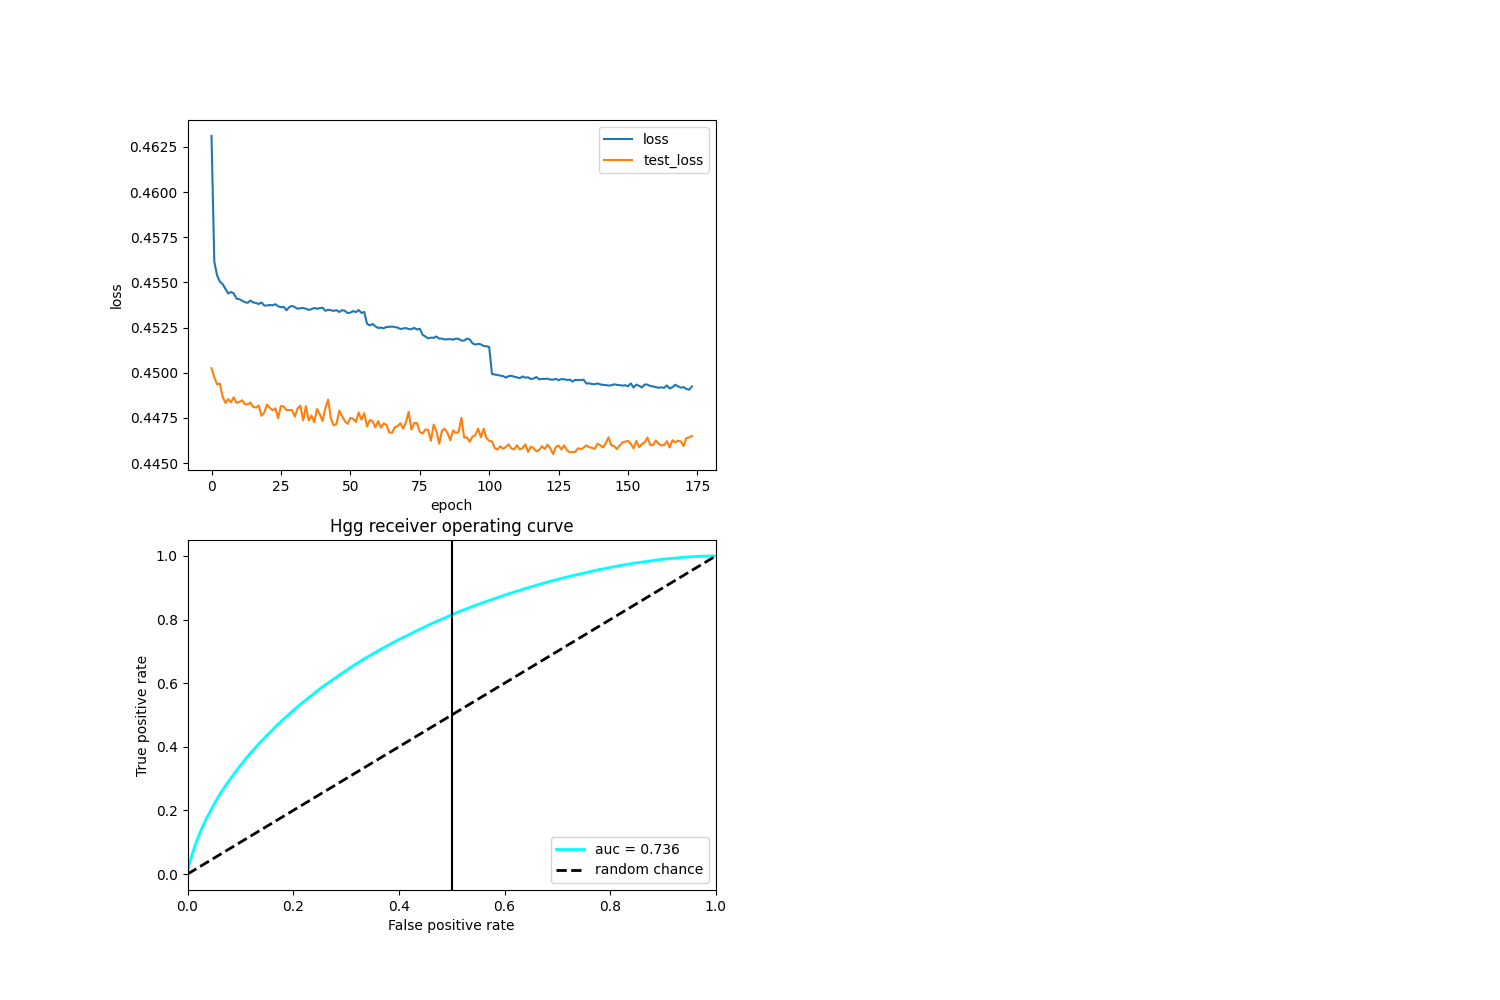 loss
test_loss
0.4625
0.4600
0.4575
0.4550
0.4525
0.4500
0.4475
0.4450
loss
0 25 50 75 100 125 150 175
epoch
Hgg receiver operating curve
1.0
0.8
0.6
0.4
0.2
0.0
True positive rate
auc = 0.736
random chance
0.0 0.2 0.4 0.6 0.8 1.0
False positive rate